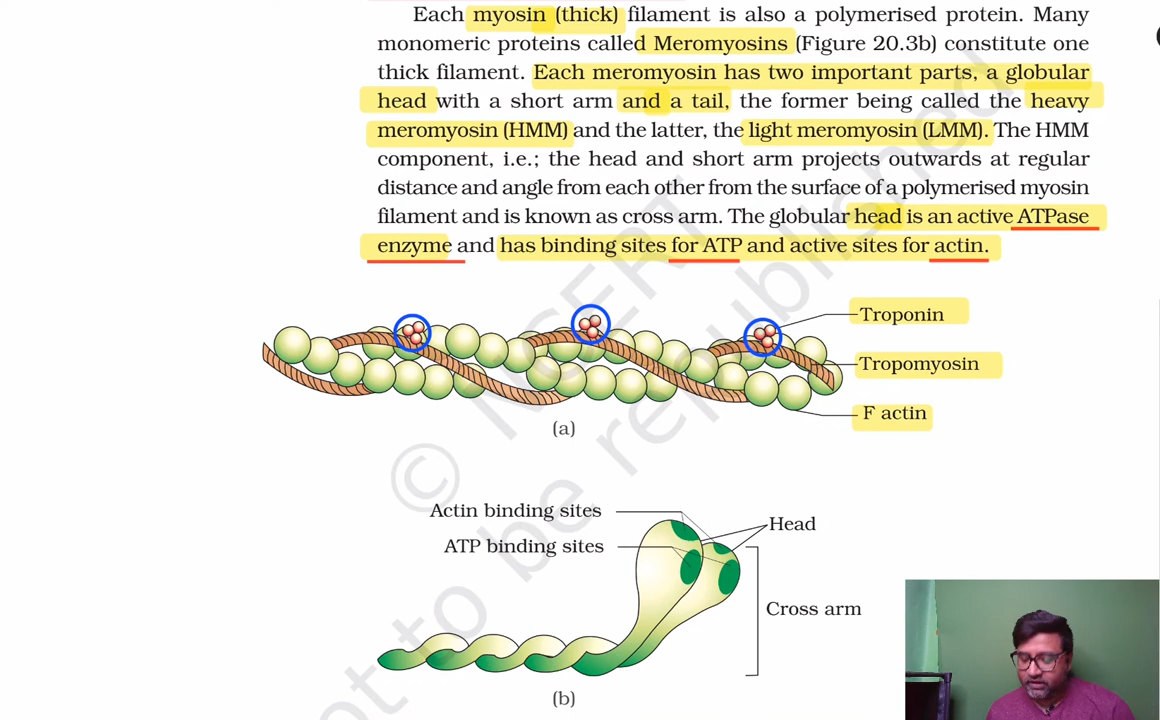 Each myosin (thick) filament is also a polymerised protein. Many
monomeric proteins called Meromyosins (Figure 20.3b) constitute one
thick filament. Each meromyosin has two important parts, a globular
head with a short arm and a tail, the former being called the heavy
meromyosin (HMM) and the latter, the light meromyosin (LMM). The HMM
component, i.e.; the head and short arm projects outwards at regular
distance and angle from each other from the surface of a polymerised myosin
filament and is known as cross arm. The globular head is an active ATPase
enzyme and has binding sites for ATP and active sites for actin.
Troponin
Tropomyosin
F actin
(a)
Actin binding sites
Head
ATP binding sites
Cross arm
(b)
© NCERT
not to be republished